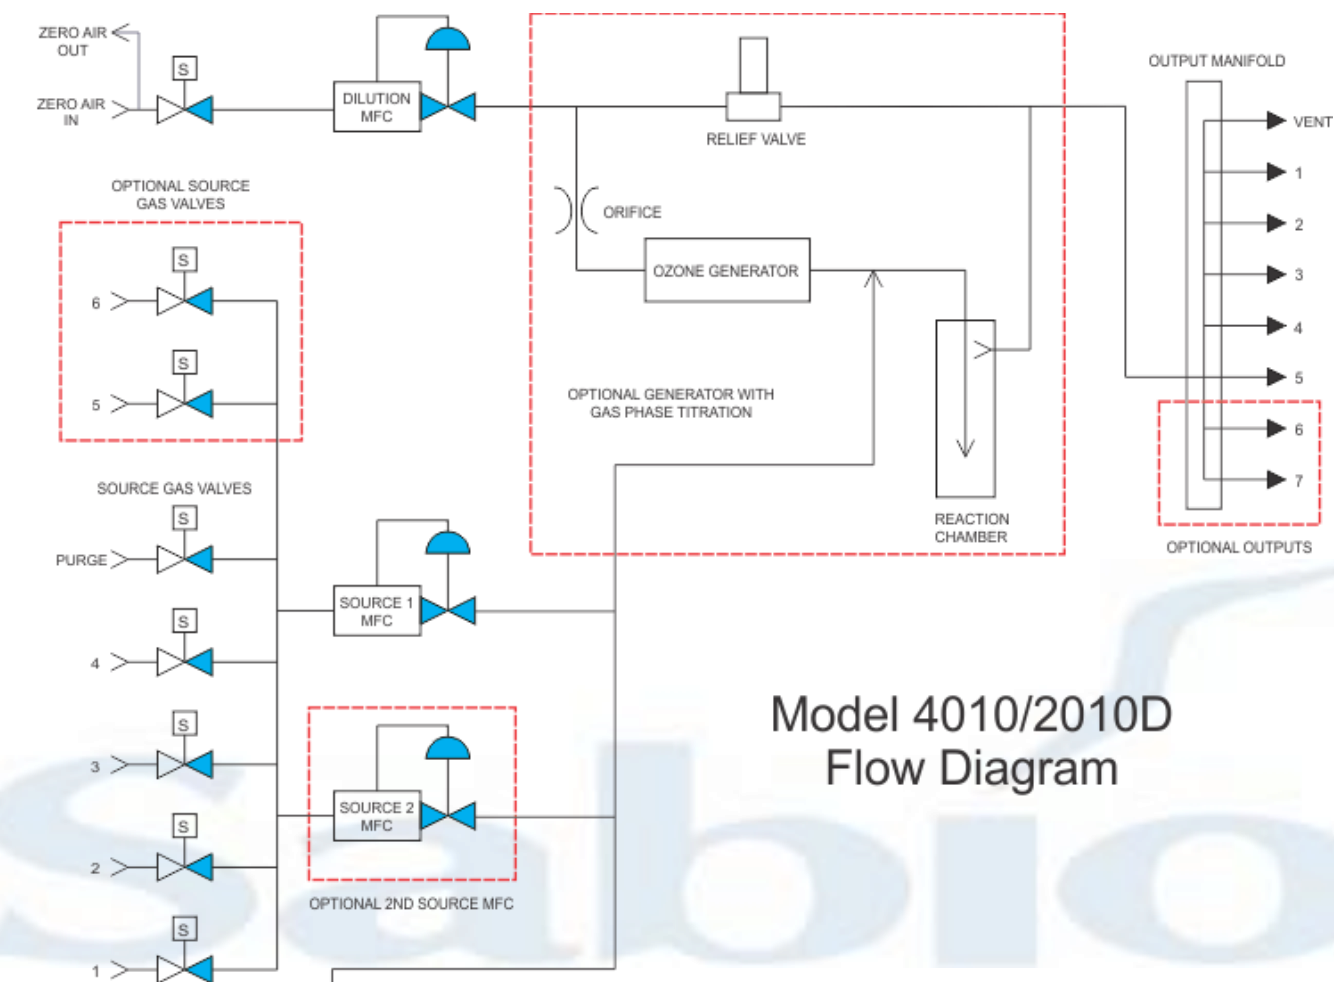 ZERO AIR
OUT
ZERO AIR
IN
S
DILUTION
MFC
RELIEF VALVE
OUTPUT MANIFOLD
VENT
1
2
3
4
5
6
7
OPTIONAL OUTPUTS
OPTIONAL SOURCE
GAS VALVES
S
6
S
5
ORIFICE
OZONE GENERATOR
OPTIONAL GENERATOR WITH
GAS PHASE TITRATION
REACTION
CHAMBER
SOURCE GAS VALVES
S
PURGE
S
4
S
3
S
2
S
1
SOURCE 1
MFC
SOURCE 2
MFC
OPTIONAL 2ND SOURCE MFC
Model 4010/2010D
Flow Diagram
Sabio